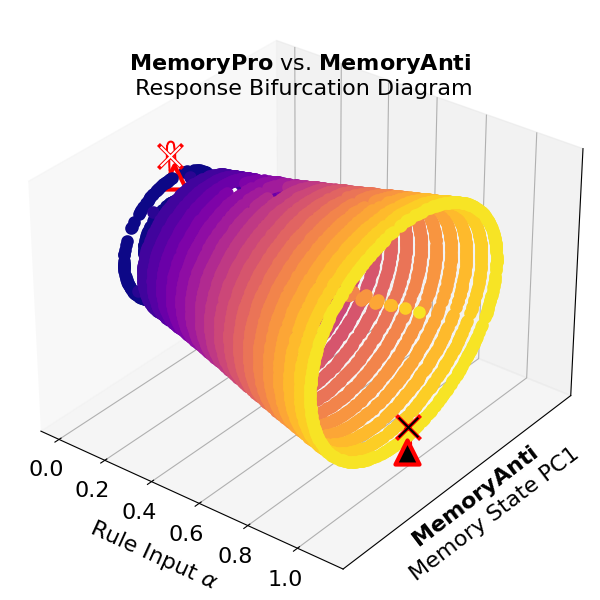 MemoryPro vs. MemoryAnti
Response Bifurcation Diagram
0.0
0.2
0.4
0.6
0.8
1.0
Rule Input α
MemoryAnti
Memory State PC1